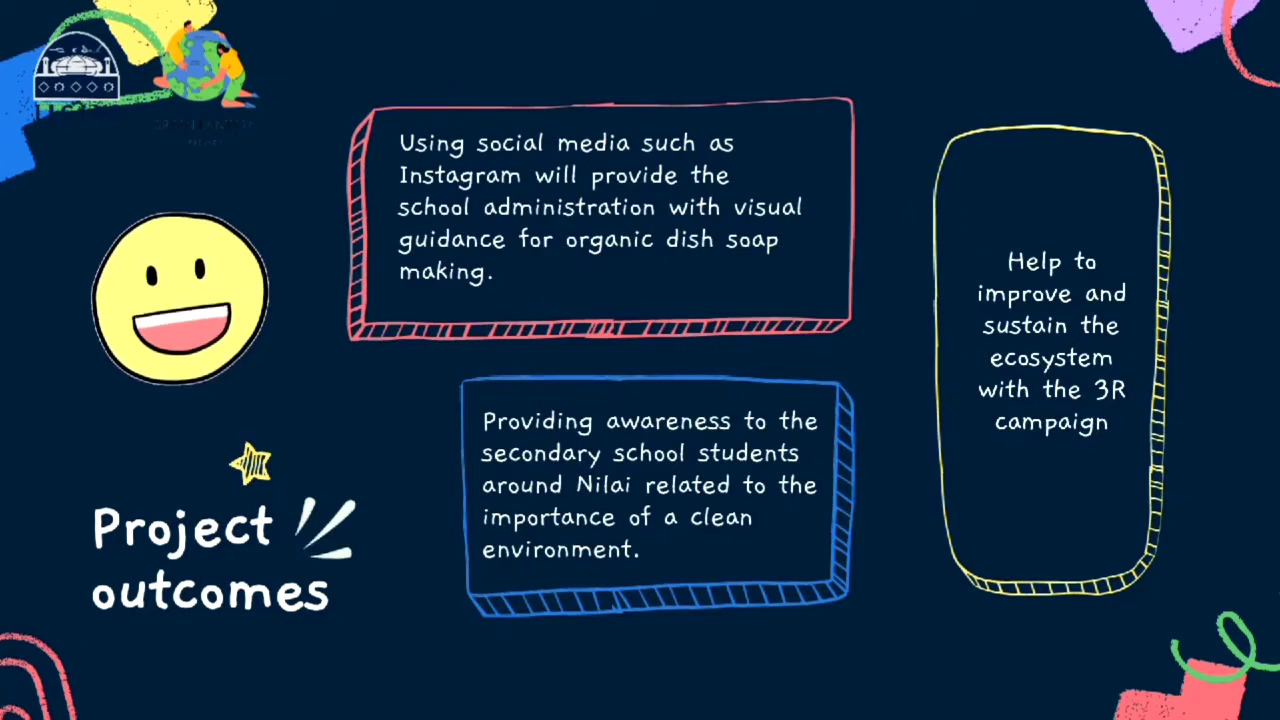 Using social media such as
Instagram will provide the
school administration with visual
guidance for organic dish soap
making.
Help to
improve and
sustain the
ecosystem
with the 3R
campaign
Providing awareness to the
secondary school students
around Nilai related to the
importance of a clean
environment.
Project
outcomes